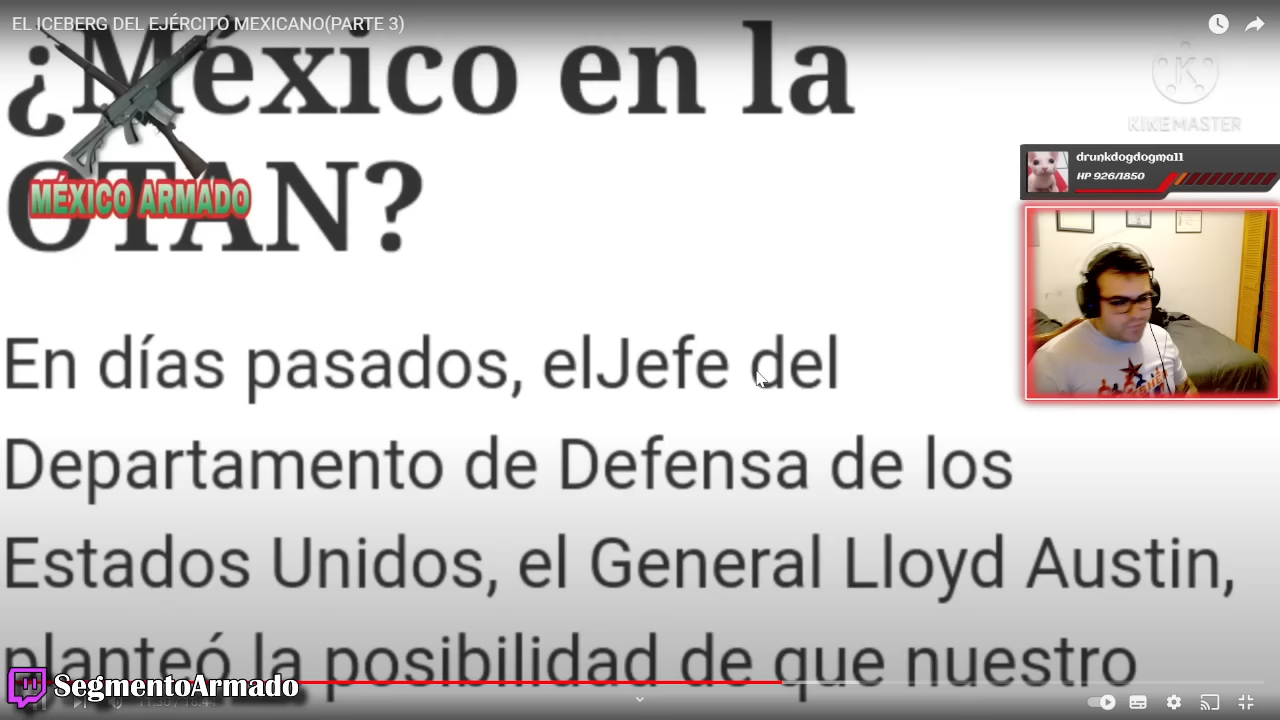 EL ICEBERG DEL EJÉRCITO MEXICANO(PARTE 3)
¿México en la
OTAN?
MÉXICO ARMADO
K
KINEMASTER
drunkdogdogma11
HP 926/1850
En días pasados, elJefe del
Departamento de Defensa de los
Estados Unidos, el General Lloyd Austin,
planteó la posibilidad de que nuestro
SegmentoArmado